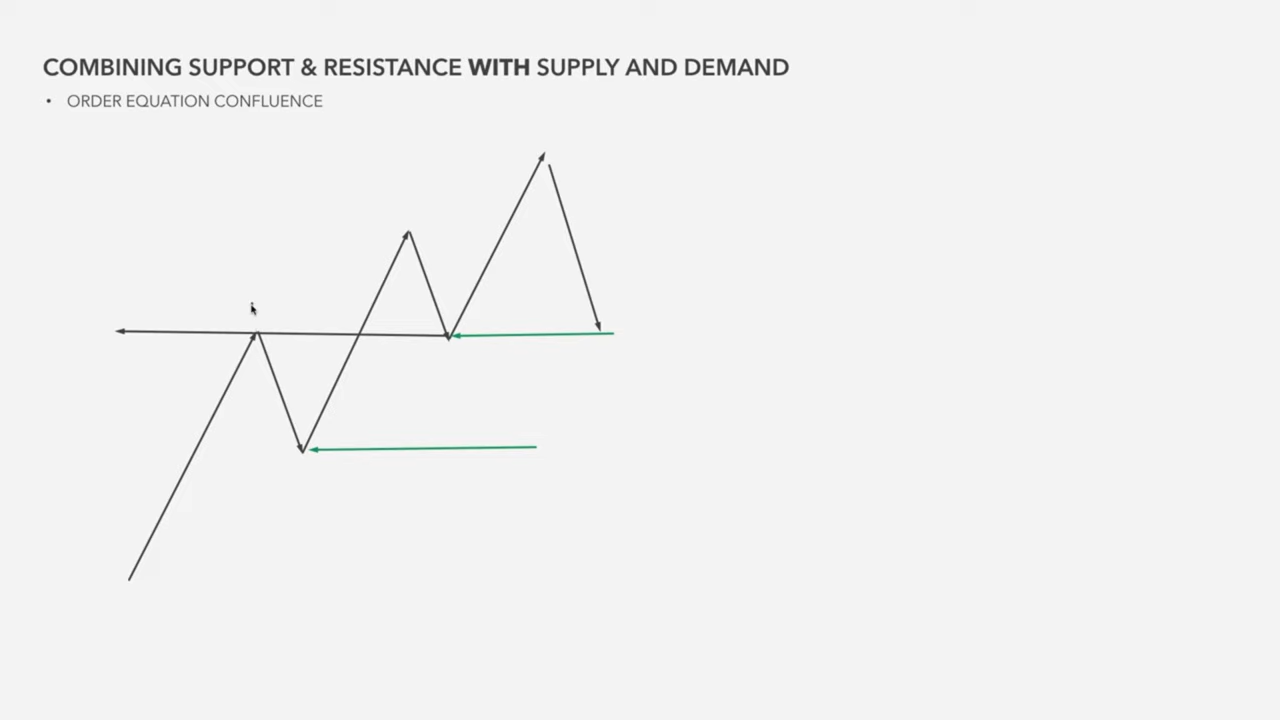 COMBINING SUPPORT & RESISTANCE WITH SUPPLY AND DEMAND
• ORDER EQUATION CONFLUENCE